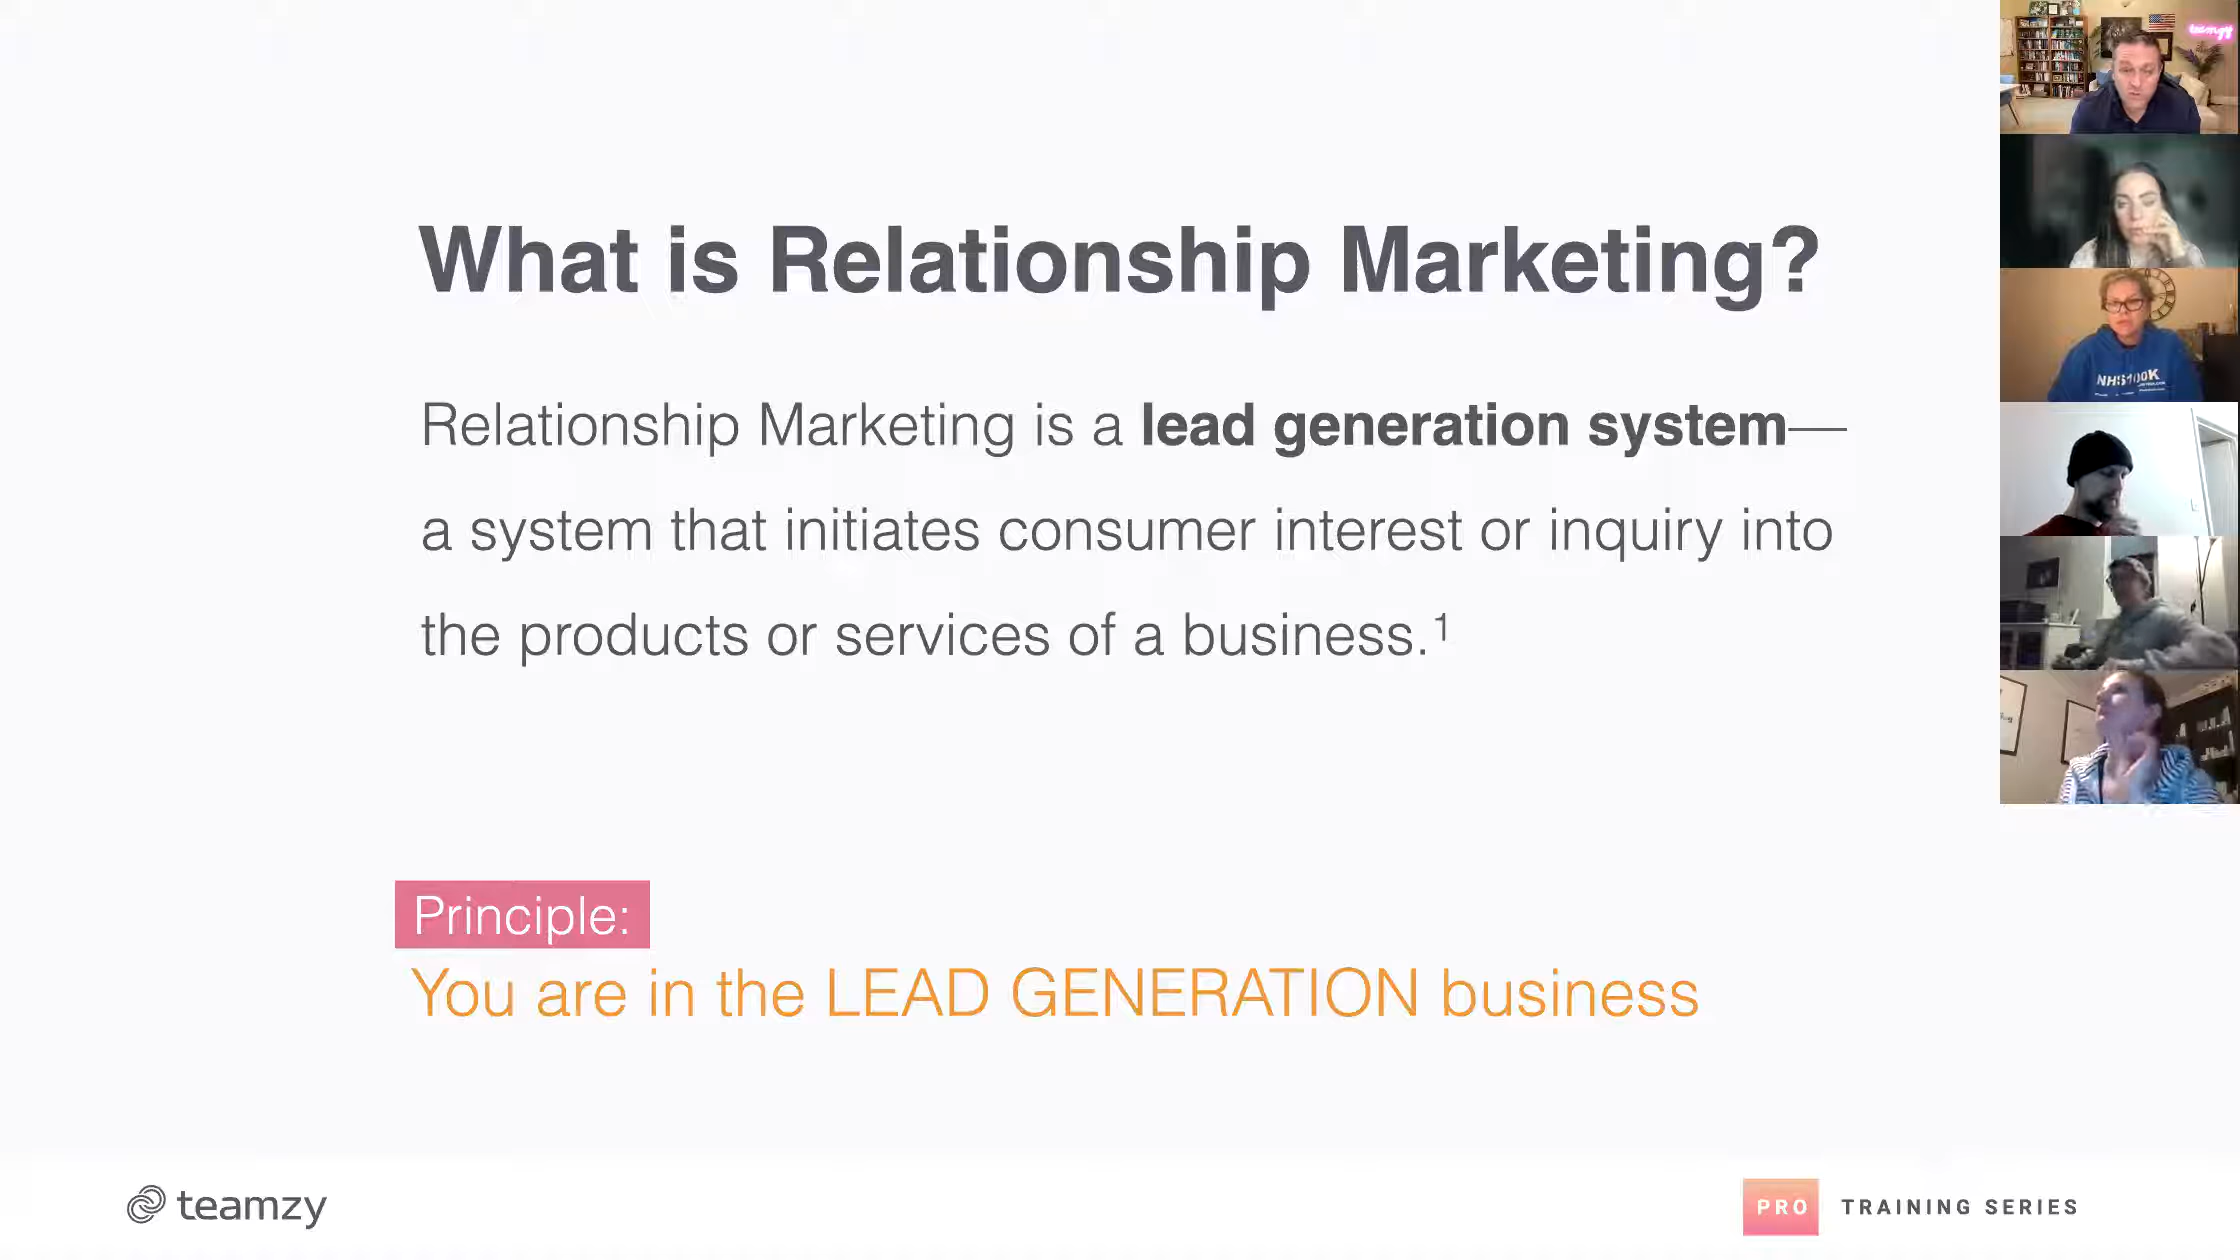 What is Relationship Marketing?
Relationship Marketing is a lead generation system—
a system that initiates consumer interest or inquiry into
the products or services of a business.¹
Principle:
You are in the LEAD GENERATION business
teamzy
PRO TRAINING SERIES
teamzy